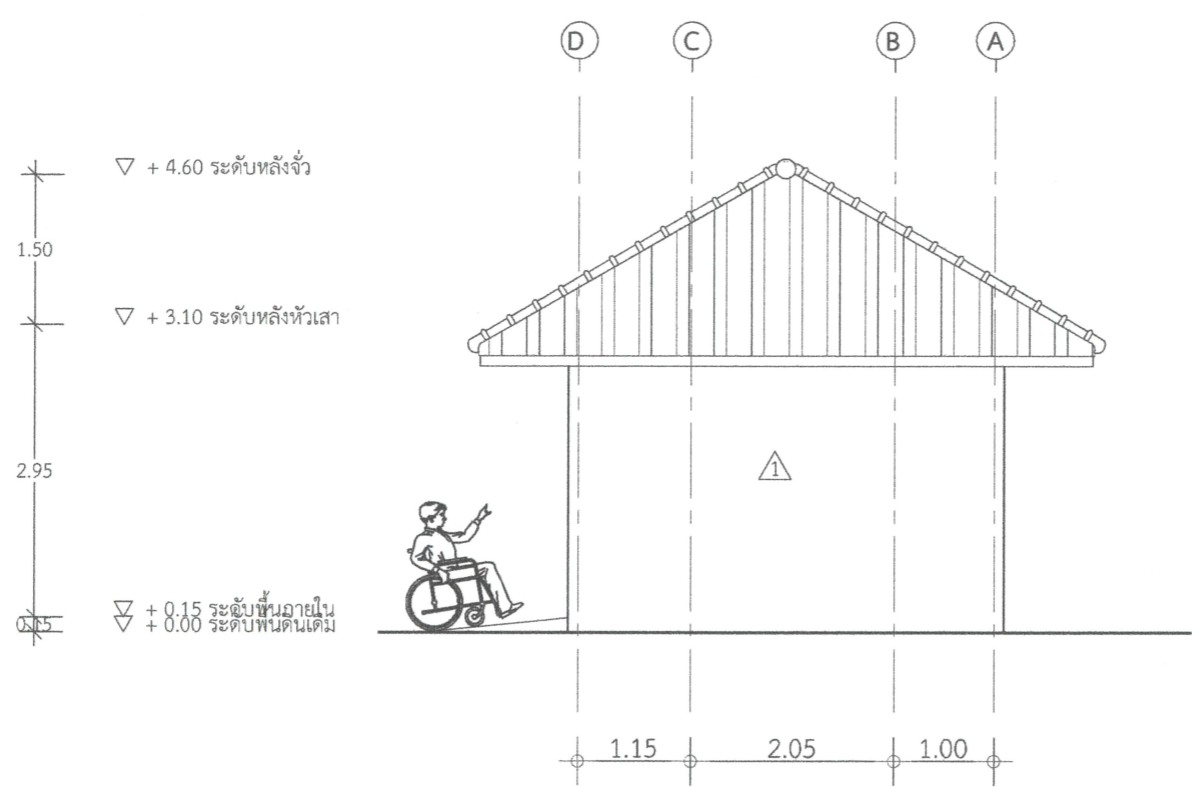 D C B A
+ 4.60 ระดับหลังจั่ว
1.50
+ 3.10 ระดับหลังหัวเสา
2.95
1
+ 0.15 ระดับพื้นภายใน
0.15
+ 0.00 ระดับพื้นดินเดิม
1.15 2.05 1.00